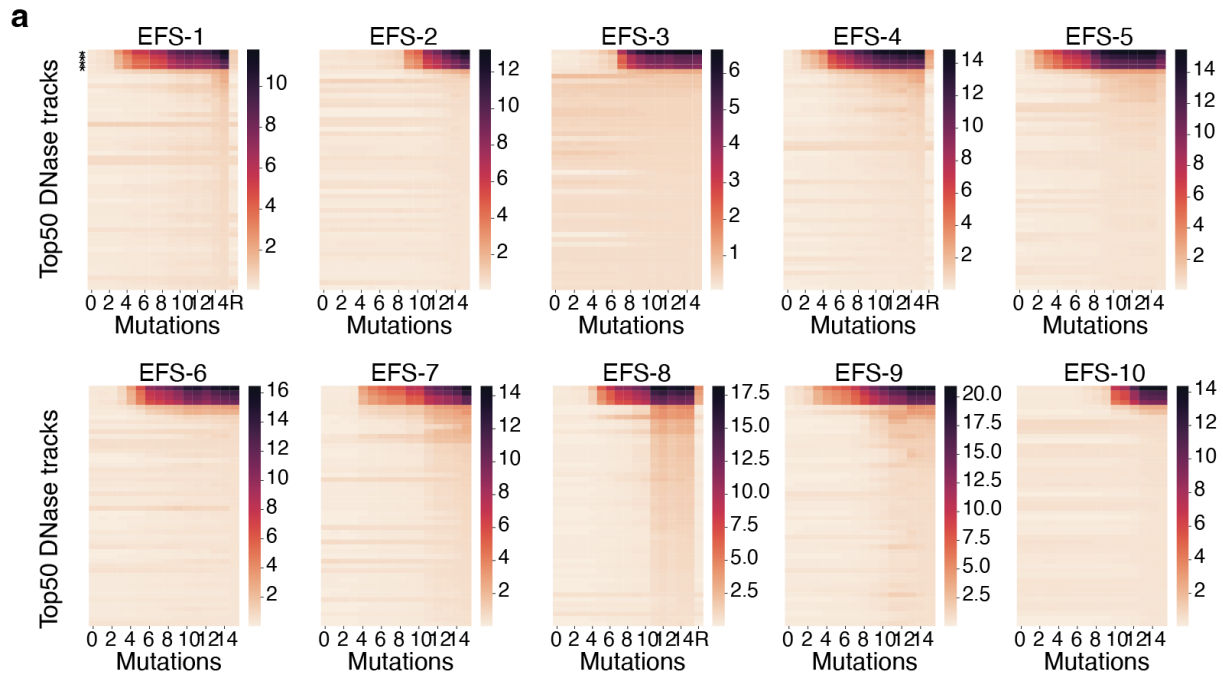 a
EFS-1 EFS-2 EFS-3 EFS-4 EFS-5
Top50 DNase tracks
****
10
8
6
4
2
0 2 4 6 8 10 12 14 R
Mutations
12
10
8
6
4
2
0 2 4 6 8 10 12 14
Mutations
6
5
4
3
2
1
0 2 4 6 8 10 12 14
Mutations
14
12
10
8
6
4
2
0 2 4 6 8 10 12 14 R
Mutations
14
12
10
8
6
4
2
0 2 4 6 8 10 12 14
Mutations
EFS-6 EFS-7 EFS-8 EFS-9 EFS-10
Top50 DNase tracks
16
14
12
10
8
6
4
2
0 2 4 6 8 10 12 14
Mutations
14
12
10
8
6
4
2
0 2 4 6 8 10 12 14
Mutations
17.5
15.0
12.5
10.0
7.5
5.0
2.5
0 2 4 6 8 10 12 14 R
Mutations
20.0
17.5
15.0
12.5
10.0
7.5
5.0
2.5
0 2 4 6 8 10 12 14
Mutations
14
12
10
8
6
4
2
0 2 4 6 8 10 12 14
Mutations